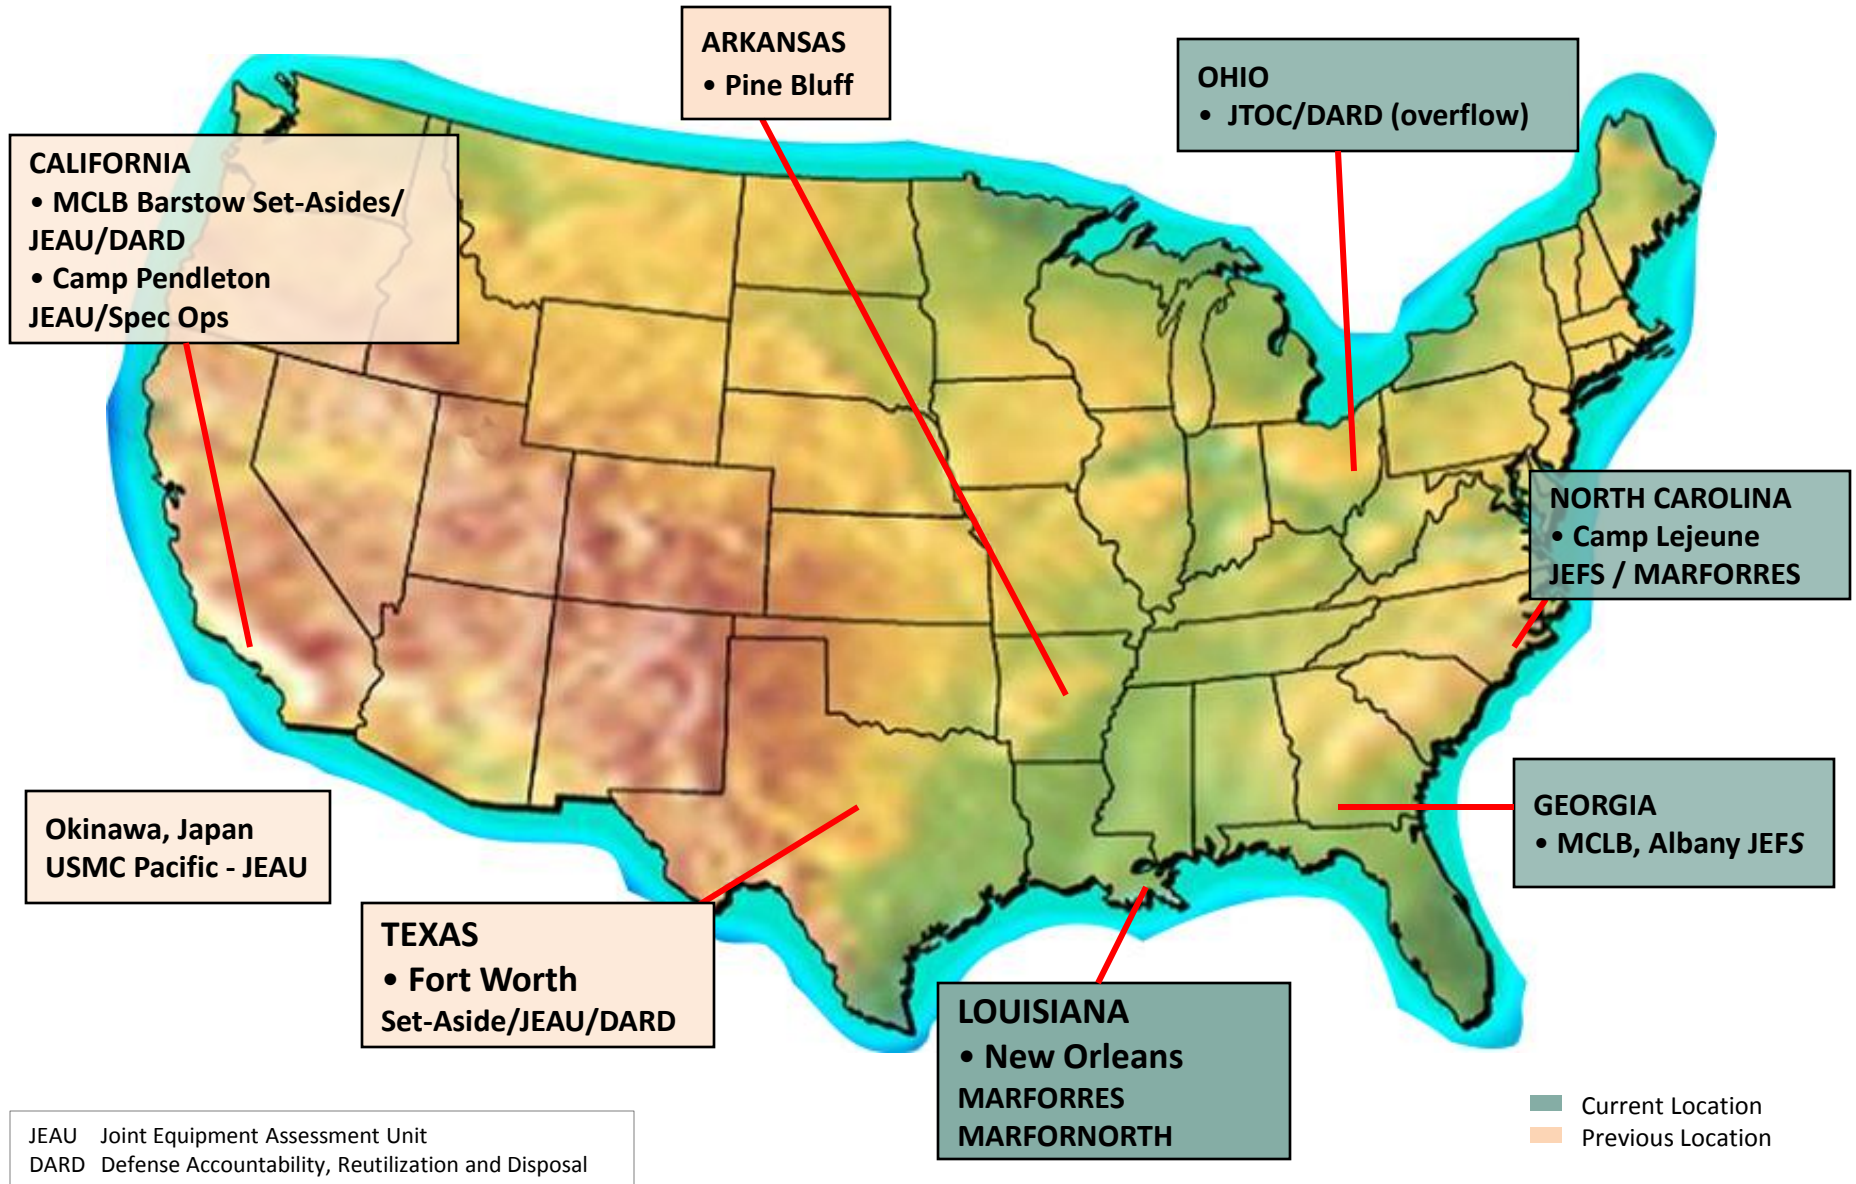 ARKANSAS
• Pine Bluff
OHIO
• JTOC/DARD (overflow)
CALIFORNIA
• MCLB Barstow Set-Asides/
JEAU/DARD
• Camp Pendleton
JEAU/Spec Ops
NORTH CAROLINA
• Camp Lejeune
JEFS / MARFORRES
Okinawa, Japan
USMC Pacific - JEAU
GEORGIA
• MCLB, Albany JEFS
TEXAS
• Fort Worth
Set-Aside/JEAU/DARD
LOUISIANA
• New Orleans
MARFORRES
MARFORNORTH
JEAU Joint Equipment Assessment Unit
DARD Defense Accountability, Reutilization and Disposal
Current Location
Previous Location